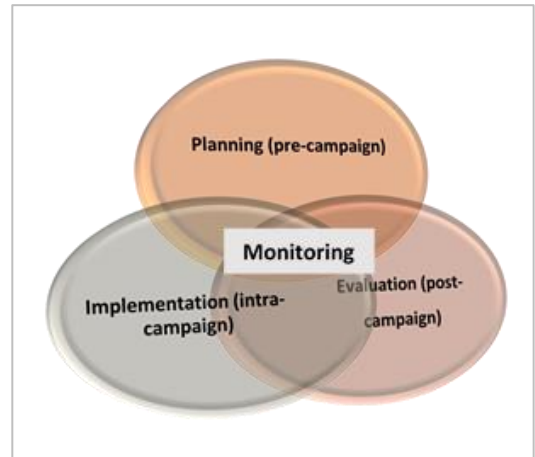 Planning (pre-campaign)
Monitoring
Implementation (intra-
campaign)
Evaluation (post-
campaign)